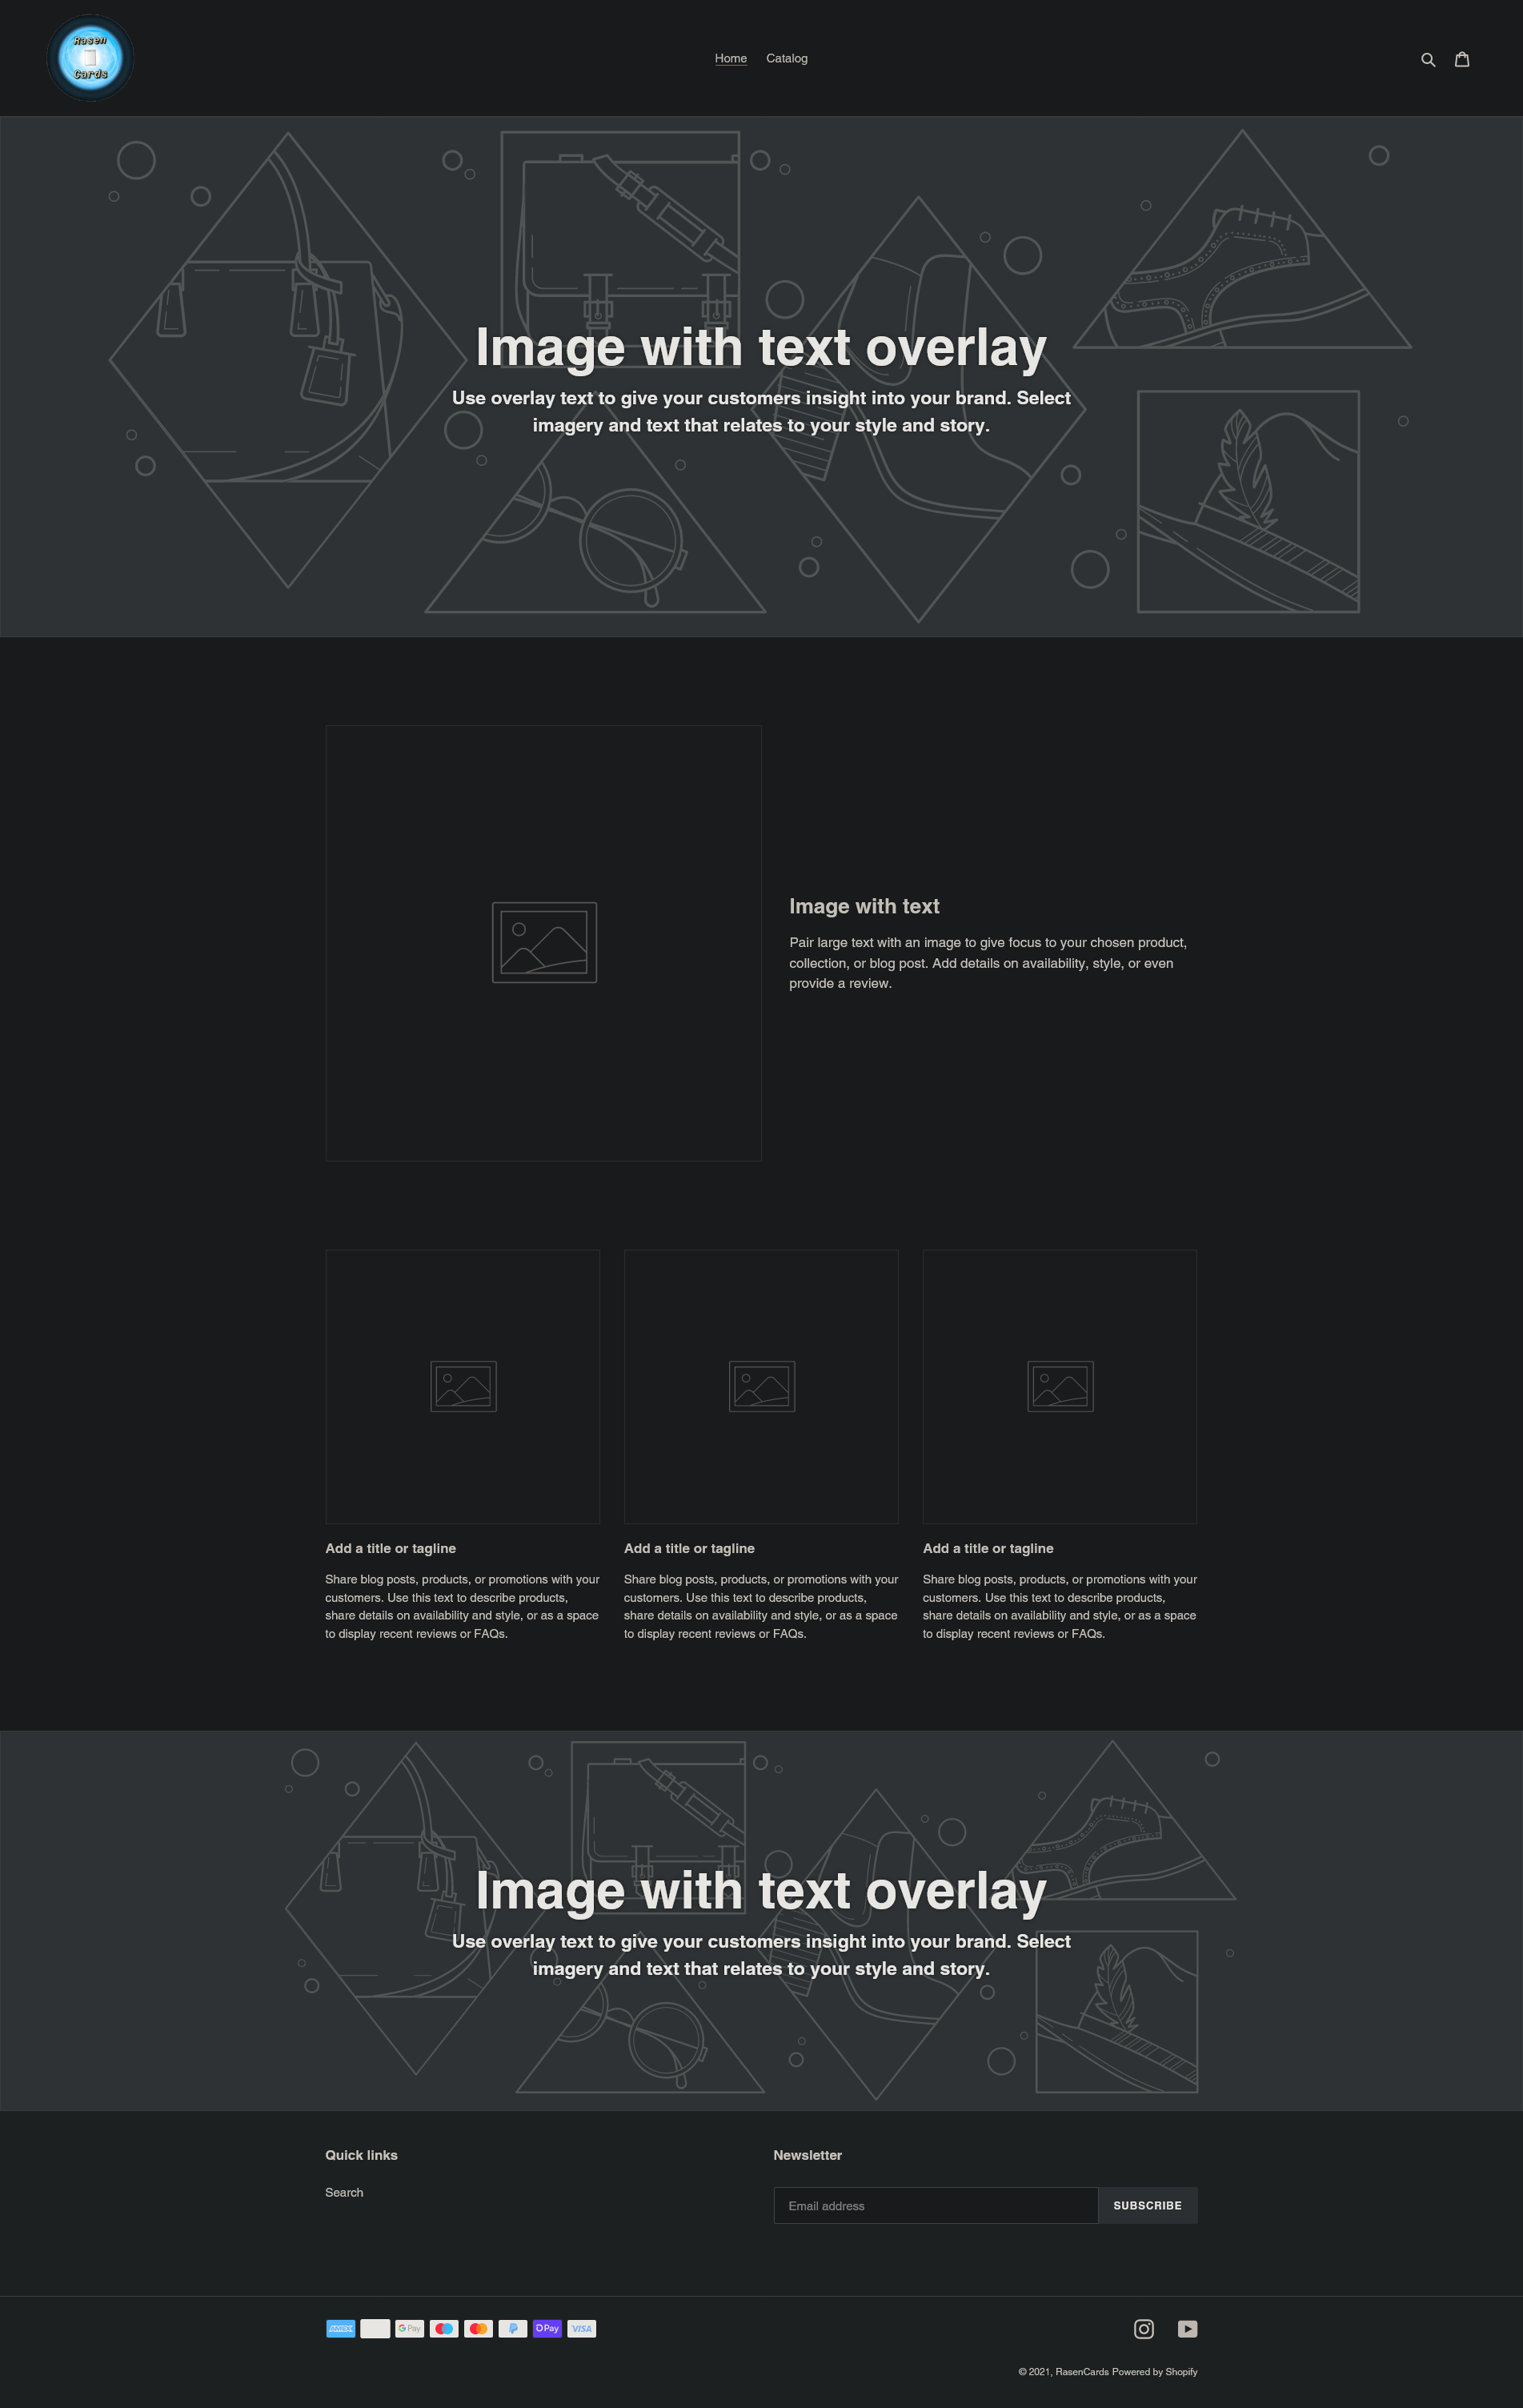 Rasen
Cards
Home
Catalog
Image with text overlay
Use overlay text to give your customers insight into your brand. Select
imagery and text that relates to your style and story.
Image with text
Pair large text with an image to give focus to your chosen product,
collection, or blog post. Add details on availability, style, or even
provide a review.
Add a title or tagline
Share blog posts, products, or promotions with your
customers. Use this text to describe products,
share details on availability and style, or as a space
to display recent reviews or FAQs.
Add a title or tagline
Share blog posts, products, or promotions with your
customers. Use this text to describe products,
share details on availability and style, or as a space
to display recent reviews or FAQs.
Add a title or tagline
Share blog posts, products, or promotions with your
customers. Use this text to describe products,
share details on availability and style, or as a space
to display recent reviews or FAQs.
Image with text overlay
Use overlay text to give your customers insight into your brand. Select
imagery and text that relates to your style and story.
Quick links
Search
Newsletter
Email address
SUBSCRIBE
AMEX
G Pay
O Pay
VISA
© 2021, RasenCards Powered by Shopify